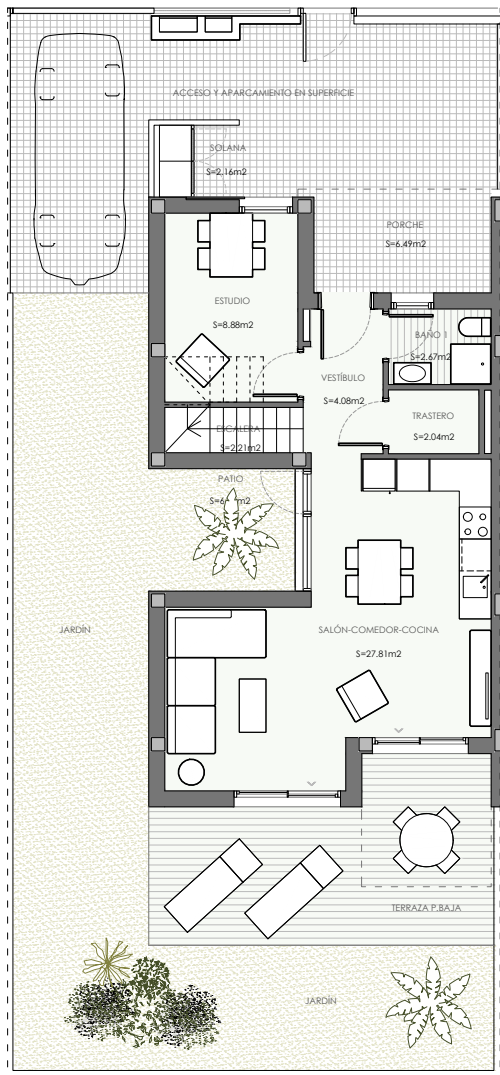 ACCESO Y APARCAMIENTO EN SUPERFICIE
SOLANA
S=2.16m2
PORCHE
S=6.49m2
ESTUDIO
S=8.88m2
BAÑO 1
S=2.67m2
VESTÍBULO
S=4.08m2
TRASTERO
S=2.04m2
ESCALERA
S=2.21m2
PATIO
JARDÍN
SALÓN-COMEDOR-COCINA
S=27.81m2
TERRAZA P.BAJA
JARDÍN